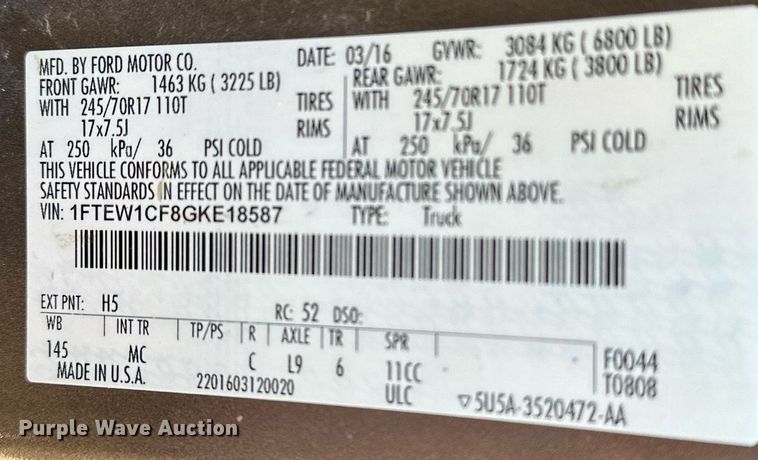 MFD. BY FORD MOTOR CO. DATE: 03/16 GVWR: 3084 KG ( 6800 LB)
FRONT GAWR: 1463 KG ( 3225 LB) REAR GAWR: 1724 KG ( 3800 LB)
WITH 245/70R17 110T TIRES WITH 245/70R17 110T TIRES
17x7.5J RIMS 17x7.5J RIMS
AT 250 kPa/ 36 PSI COLD AT 250 kPa/ 36 PSI COLD
THIS VEHICLE CONFORMS TO ALL APPLICABLE FEDERAL MOTOR VEHICLE
SAFETY STANDARDS IN EFFECT ON THE DATE OF MANUFACTURE SHOWN ABOVE.
VIN: 1FTEW1CF8GKE18587 TYPE: Truck
EXT PNT: H5 RC: 52 DSO:
WB INT TR TP/PS R AXLE TR SPR
145 MC C L9 6 11CC F0044
MADE IN U.S.A. 2201603120020 ULC T0808
5U5A-3520472-AA
Purple Wave Auction